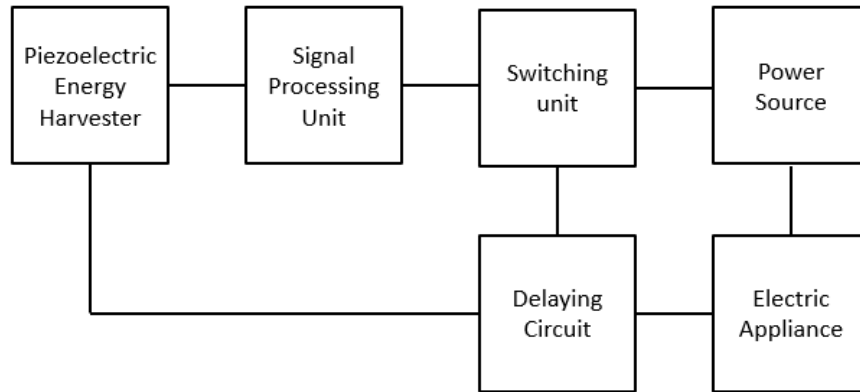 Piezoelectric
Energy
Harvester
Signal
Processing
Unit
Switching
unit
Power
Source
Delaying
Circuit
Electric
Appliance